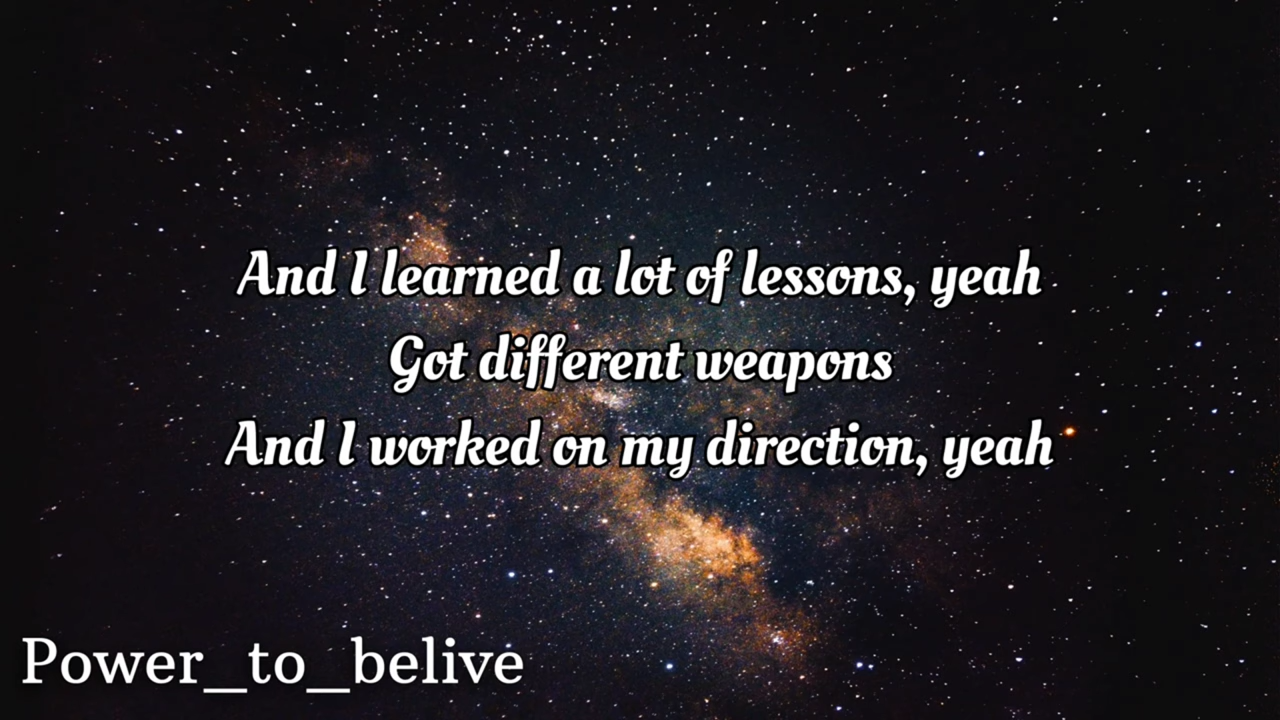 And I learned a lot of lessons, yeah
Got different weapons
And I worked on my direction, yeah
Power_to_belive